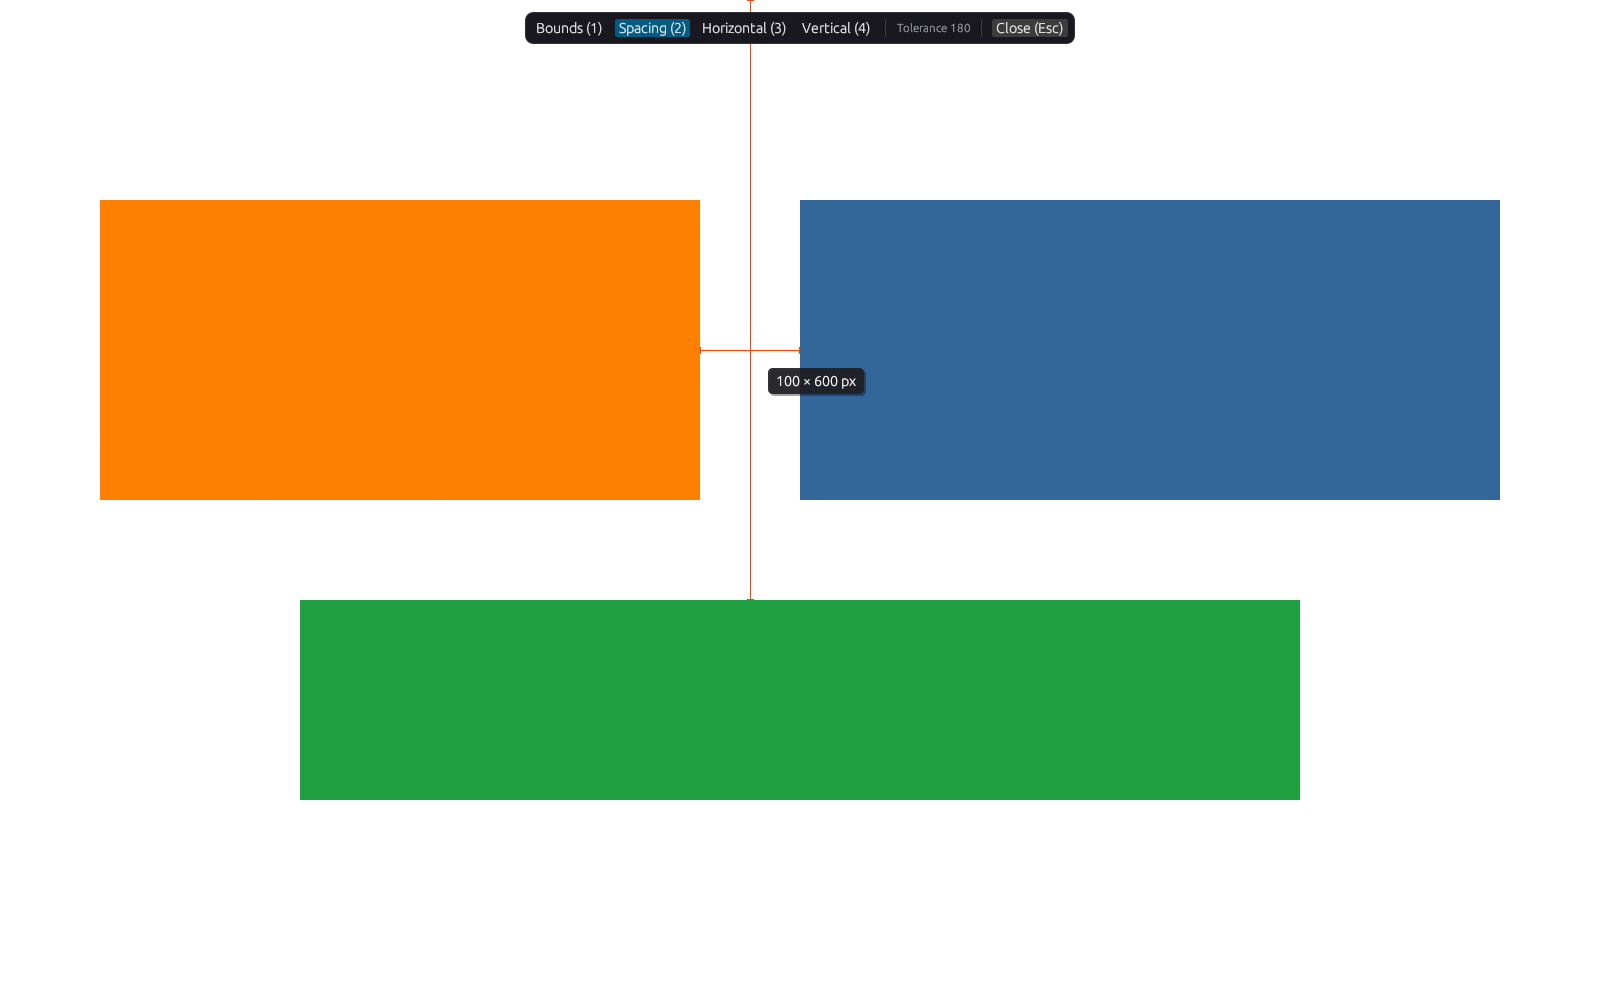 Bounds (1) Spacing (2) Horizontal (3) Vertical (4) Tolerance 180 Close (Esc)
100 × 600 px